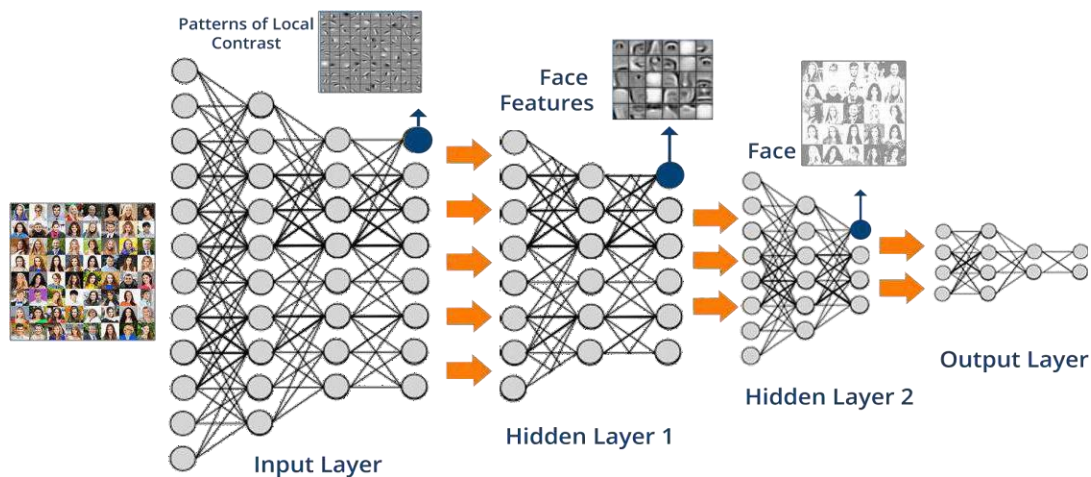 Patterns of Local
Contrast
Face
Features
Face
Input Layer
Hidden Layer 1
Hidden Layer 2
Output Layer